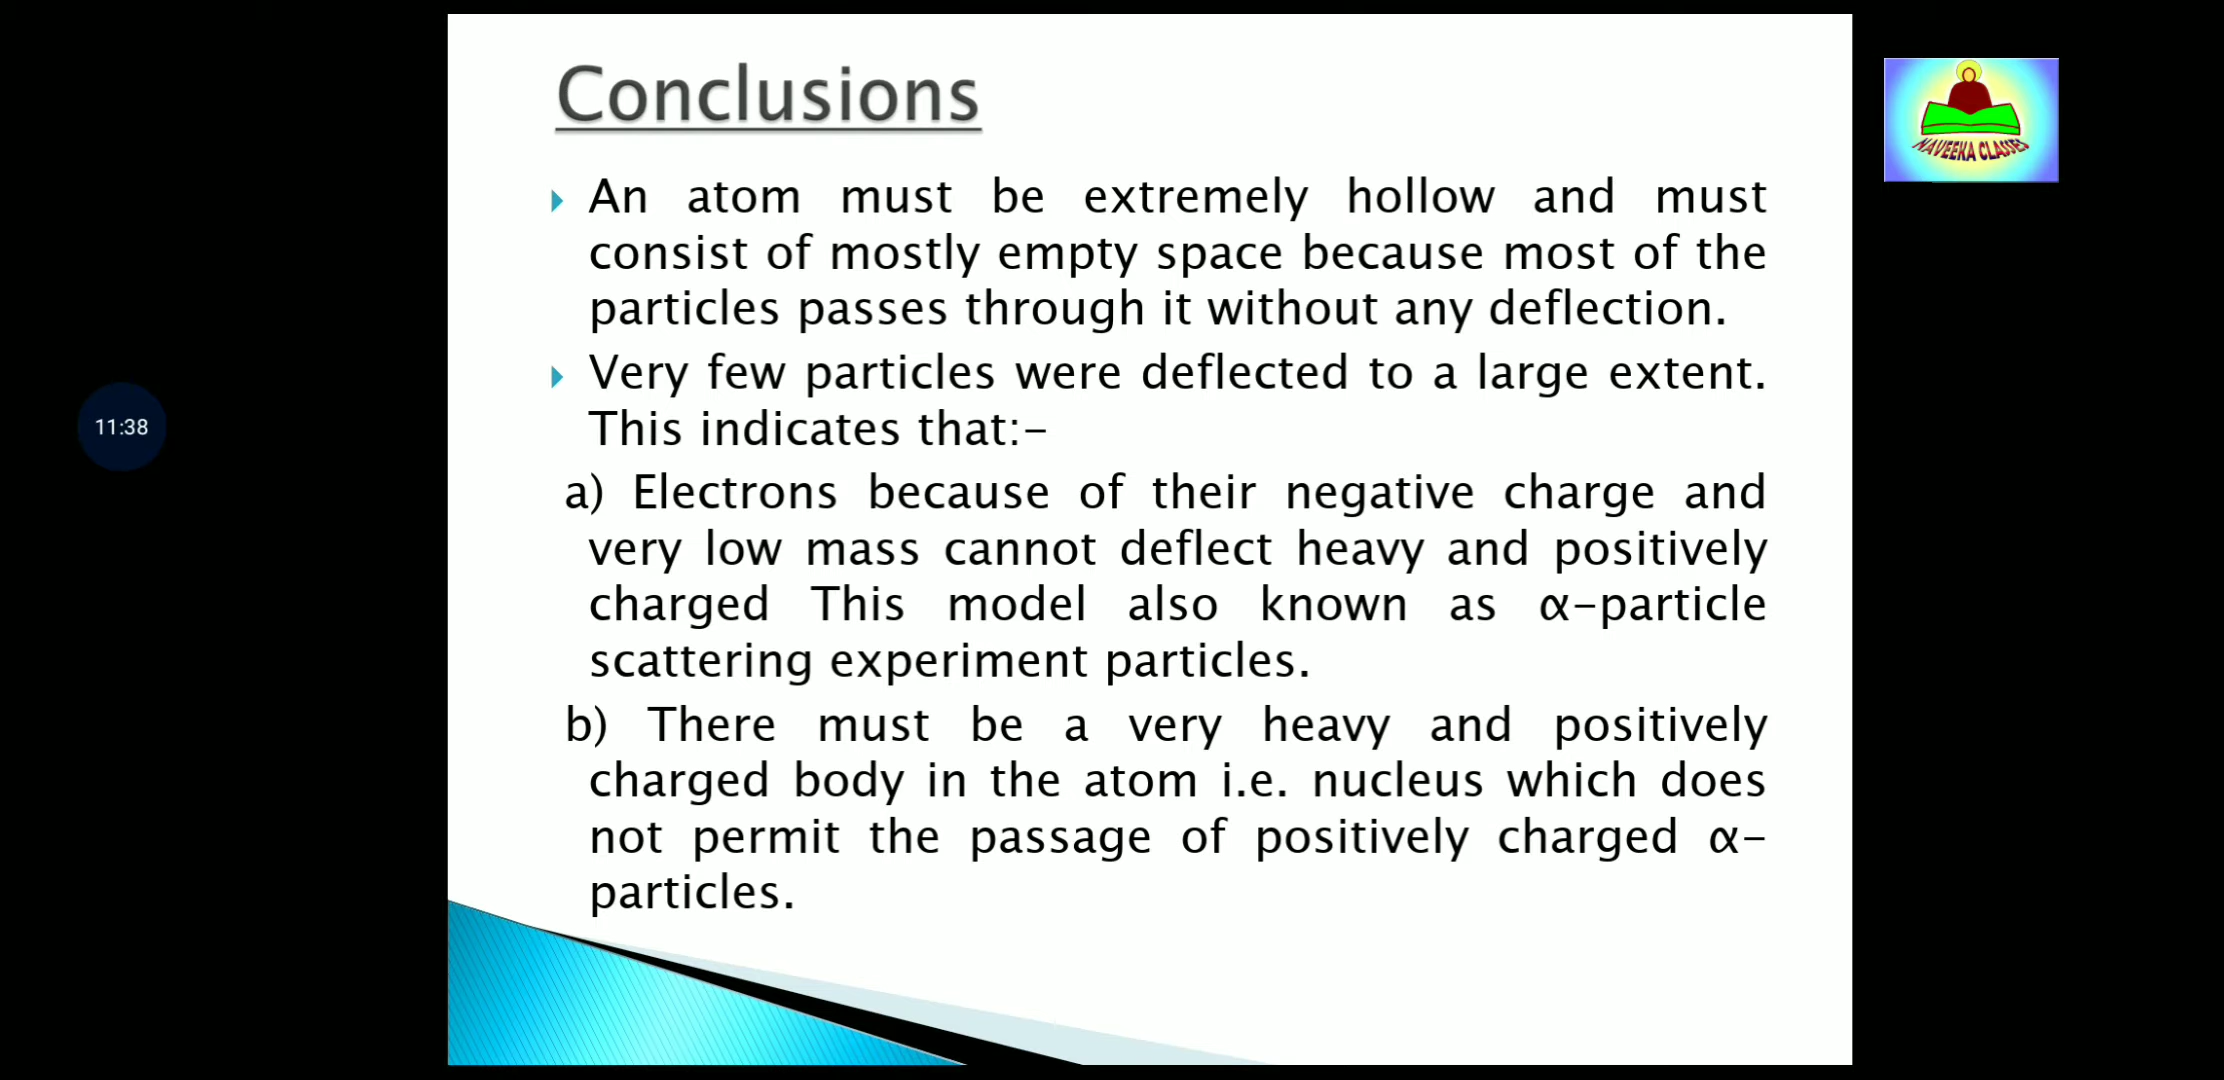 Conclusions
An atom must be extremely hollow and must
consist of mostly empty space because most of the
particles passes through it without any deflection.
Very few particles were deflected to a large extent.
This indicates that:-
a) Electrons because of their negative charge and
very low mass cannot deflect heavy and positively
charged This model also known as α-particle
scattering experiment particles.
b) There must be a very heavy and positively
charged body in the atom i.e. nucleus which does
not permit the passage of positively charged α-
particles.
11:38
NAVEEKA CLASSES